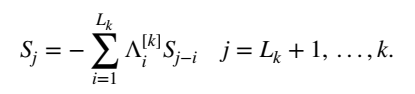 $S_j = - \sum_{i=1}^{L_k} \Lambda_i^{[k]} S_{j-i} \quad j = L_k + 1, \ldots, k.$